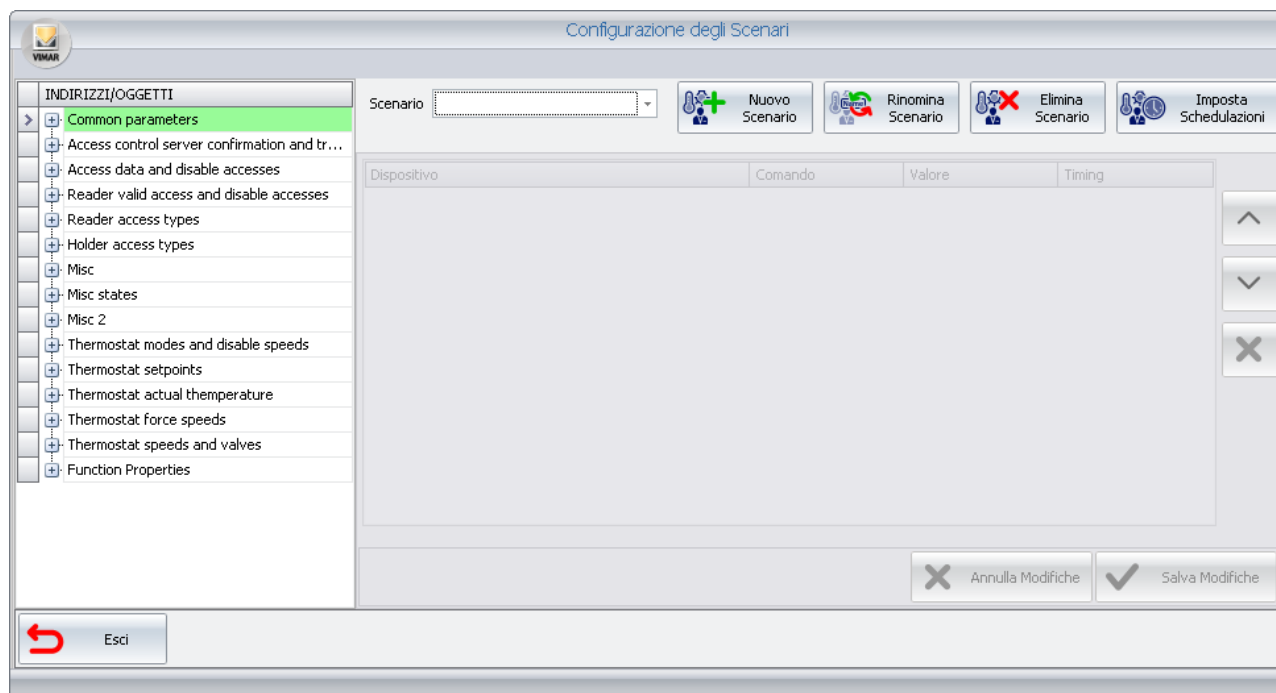 Configurazione degli Scenari
VIMAR
INDIRIZZI/OGGETTI
Common parameters
Access control server confirmation and tr...
Access data and disable accesses
Reader valid access and disable accesses
Reader access types
Holder access types
Misc
Misc states
Misc 2
Thermostat modes and disable speeds
Thermostat setpoints
Thermostat actual themperature
Thermostat force speeds
Thermostat speeds and valves
Function Properties
Scenario
Nuovo
Scenario
Rinomina
Scenario
Elimina
Scenario
Imposta
Schedulazioni
Dispositivo Comando Valore Timing
Annulla Modifiche
Salva Modifiche
Esci